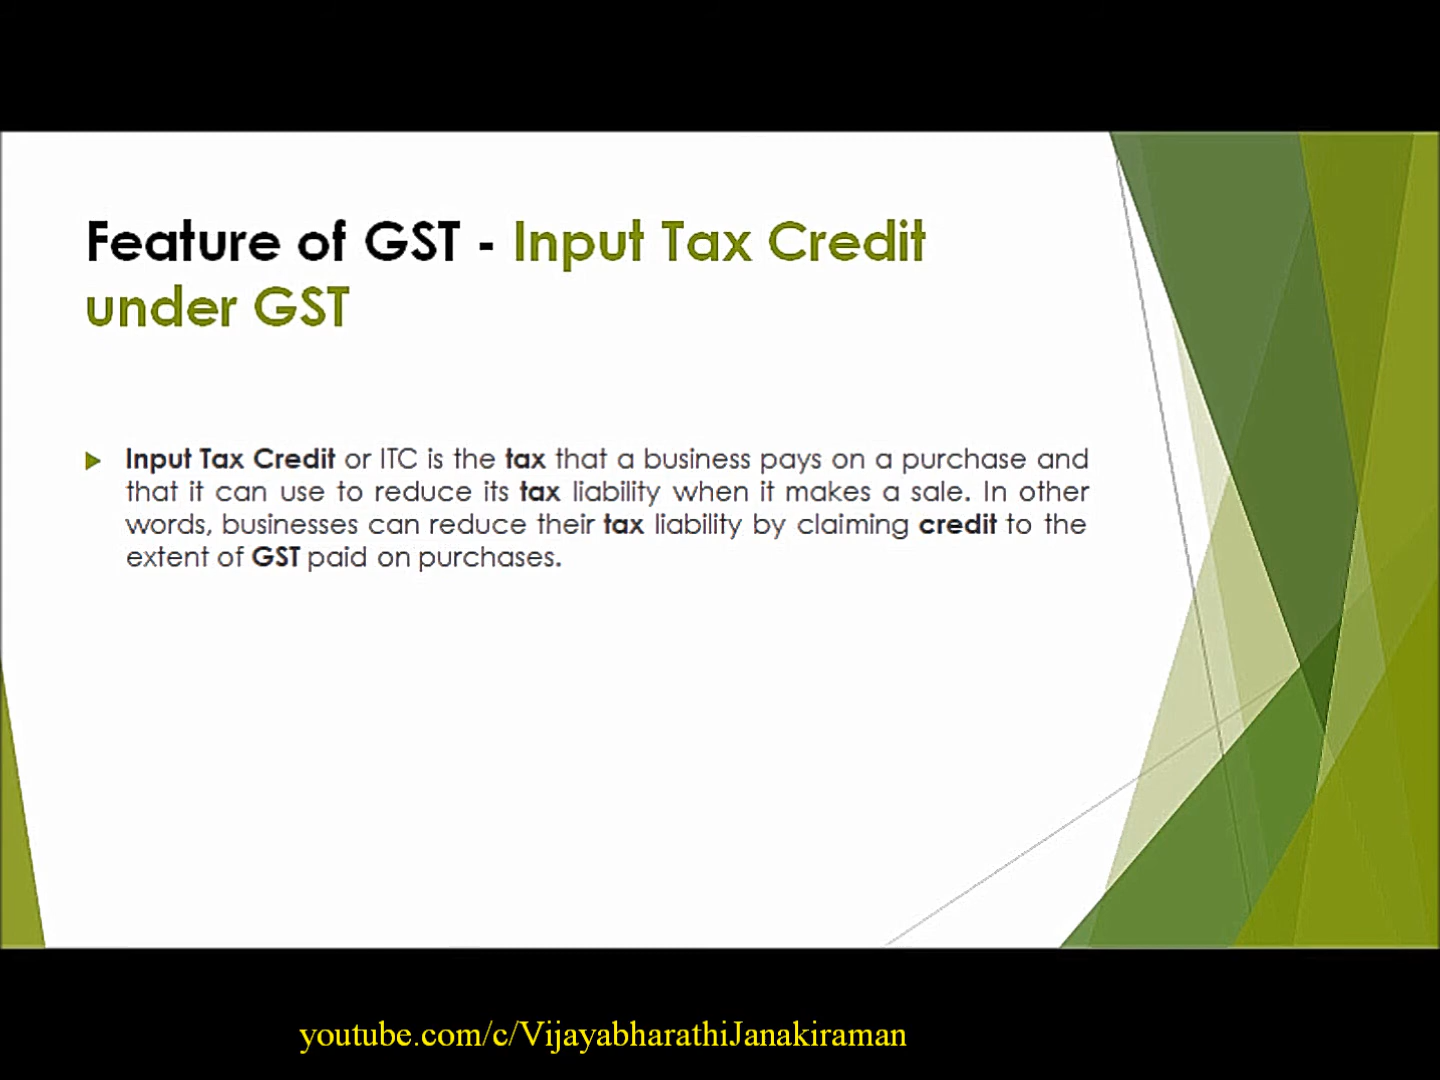 Feature of GST - Input Tax Credit
under GST
Input Tax Credit or ITC is the tax that a business pays on a purchase and
that it can use to reduce its tax liability when it makes a sale. In other
words, businesses can reduce their tax liability by claiming credit to the
extent of GST paid on purchases.
youtube.com/c/VijayabharathiJanakiraman